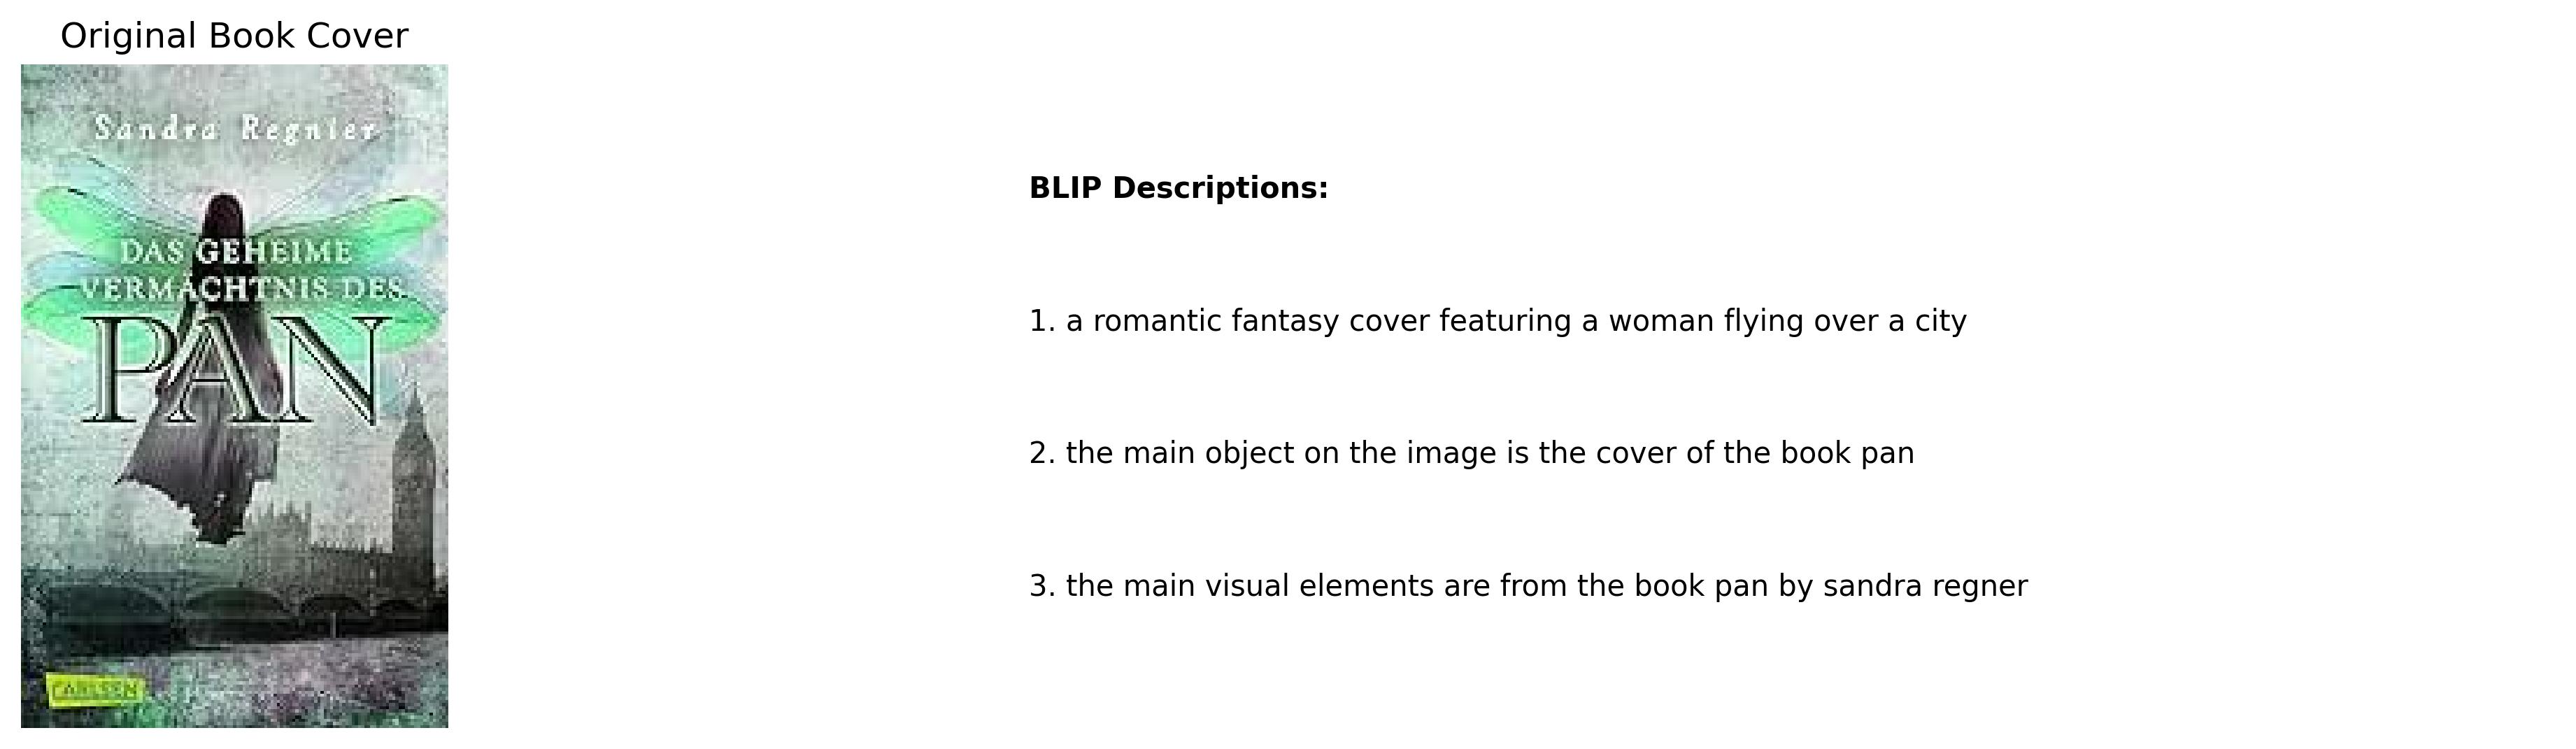 Original Book Cover
Sandra Regnier
DAS GEHEIME
VERMÄCHTNIS DES
PAN
CARLSEN
BLIP Descriptions:
1. a romantic fantasy cover featuring a woman flying over a city
2. the main object on the image is the cover of the book pan
3. the main visual elements are from the book pan by sandra regner